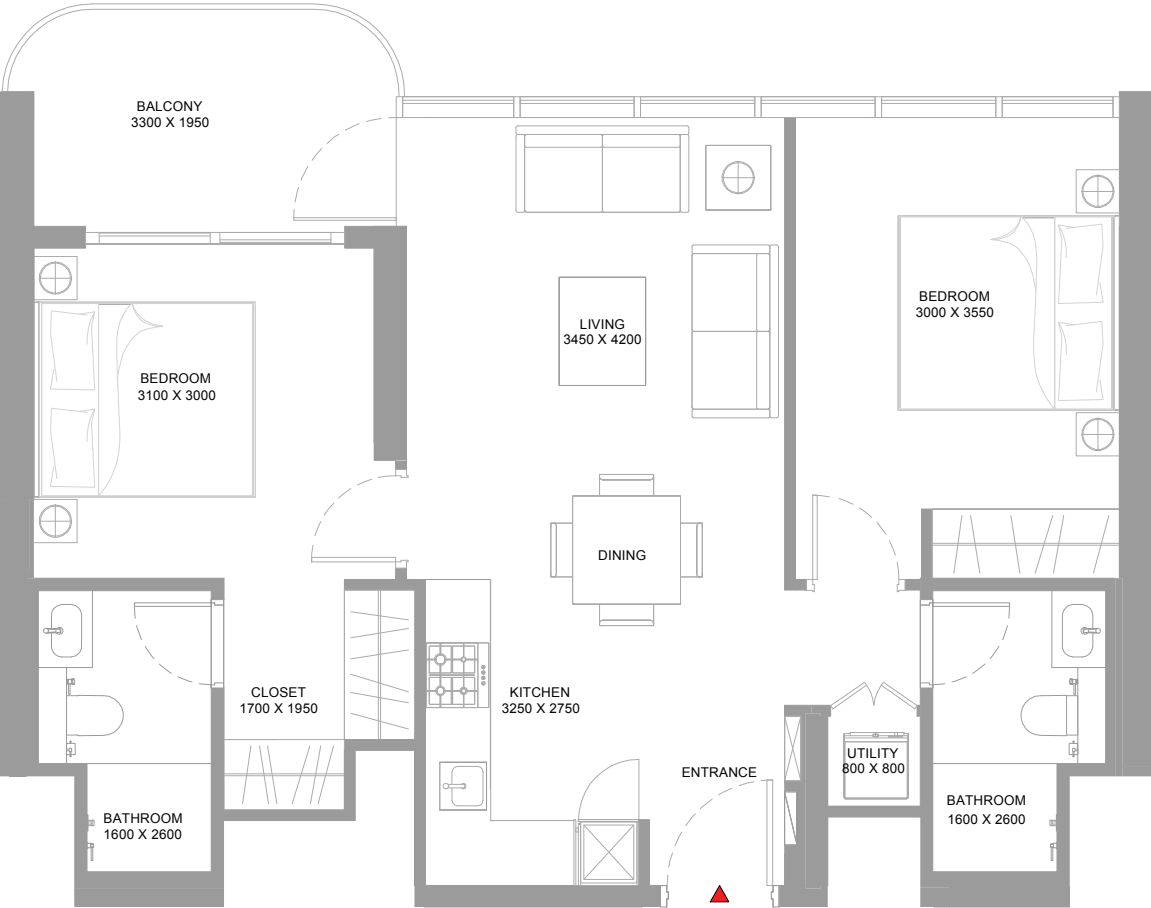 BALCONY
3300 X 1950
BEDROOM
3000 X 3550
LIVING
3450 X 4200
BEDROOM
3100 X 3000
DINING
CLOSET
1700 X 1950
KITCHEN
3250 X 2750
ENTRANCE
UTILITY
800 X 800
BATHROOM
1600 X 2600
BATHROOM
1600 X 2600